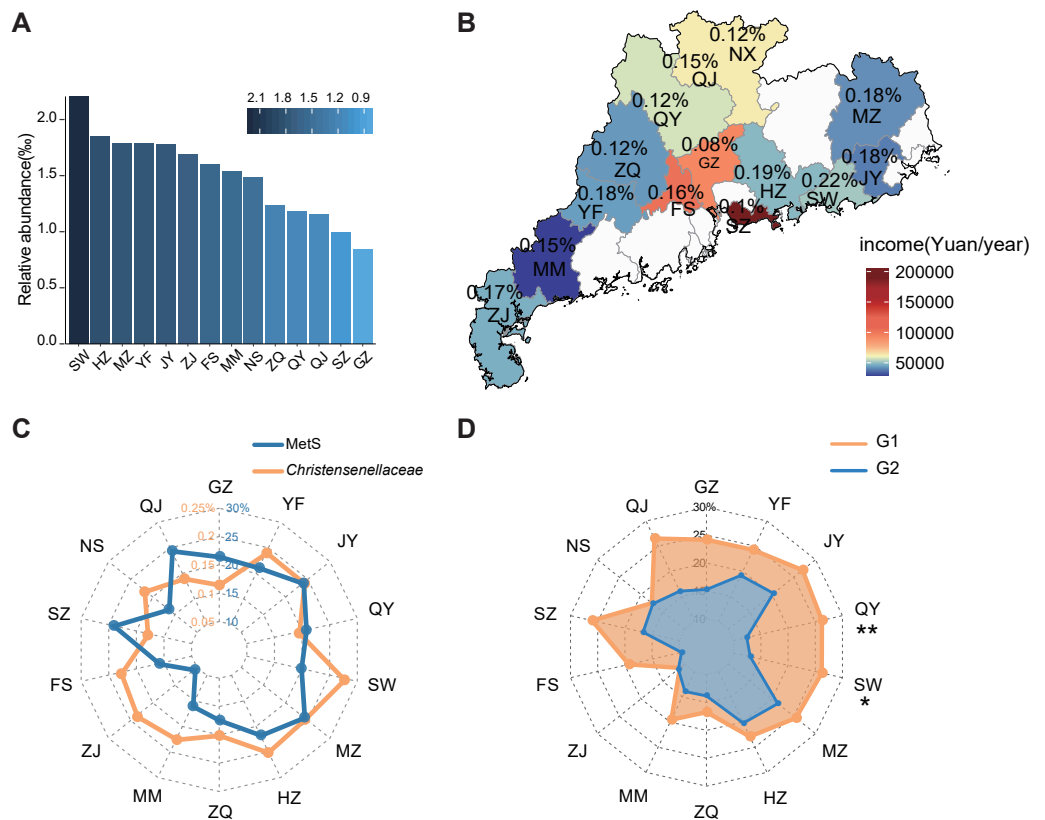 A
2.1 1.8 1.5 1.2 0.9
Relative abundance(‰)
2.0
1.5
1.0
0.5
0.0
SW HZ MZ YF JY ZJ FS MM NS ZQ QY QJ SZ GZ
B
0.12%
NX
0.15%
QJ
0.12%
QY
0.18%
MZ
0.08%
GZ
0.12%
ZQ
0.18%
JY
0.19%
HZ
0.22%
SW
0.18%
YF
0.16%
FS
0.1%
SZ
0.15%
MM
0.17%
ZJ
income(Yuan/year)
200000
150000
100000
50000
C
MetS
Christensenellaceae
GZ
YF
JY
QY
SW
MZ
HZ
ZQ
MM
ZJ
FS
SZ
NS
QJ
0.25% 30%
0.2 25
0.15 20
0.1 15
0.05 10
D
G1
G2
GZ
YF
JY
QY
**
SW
*
MZ
HZ
ZQ
MM
ZJ
FS
SZ
NS
QJ
30%
25
20
15
10